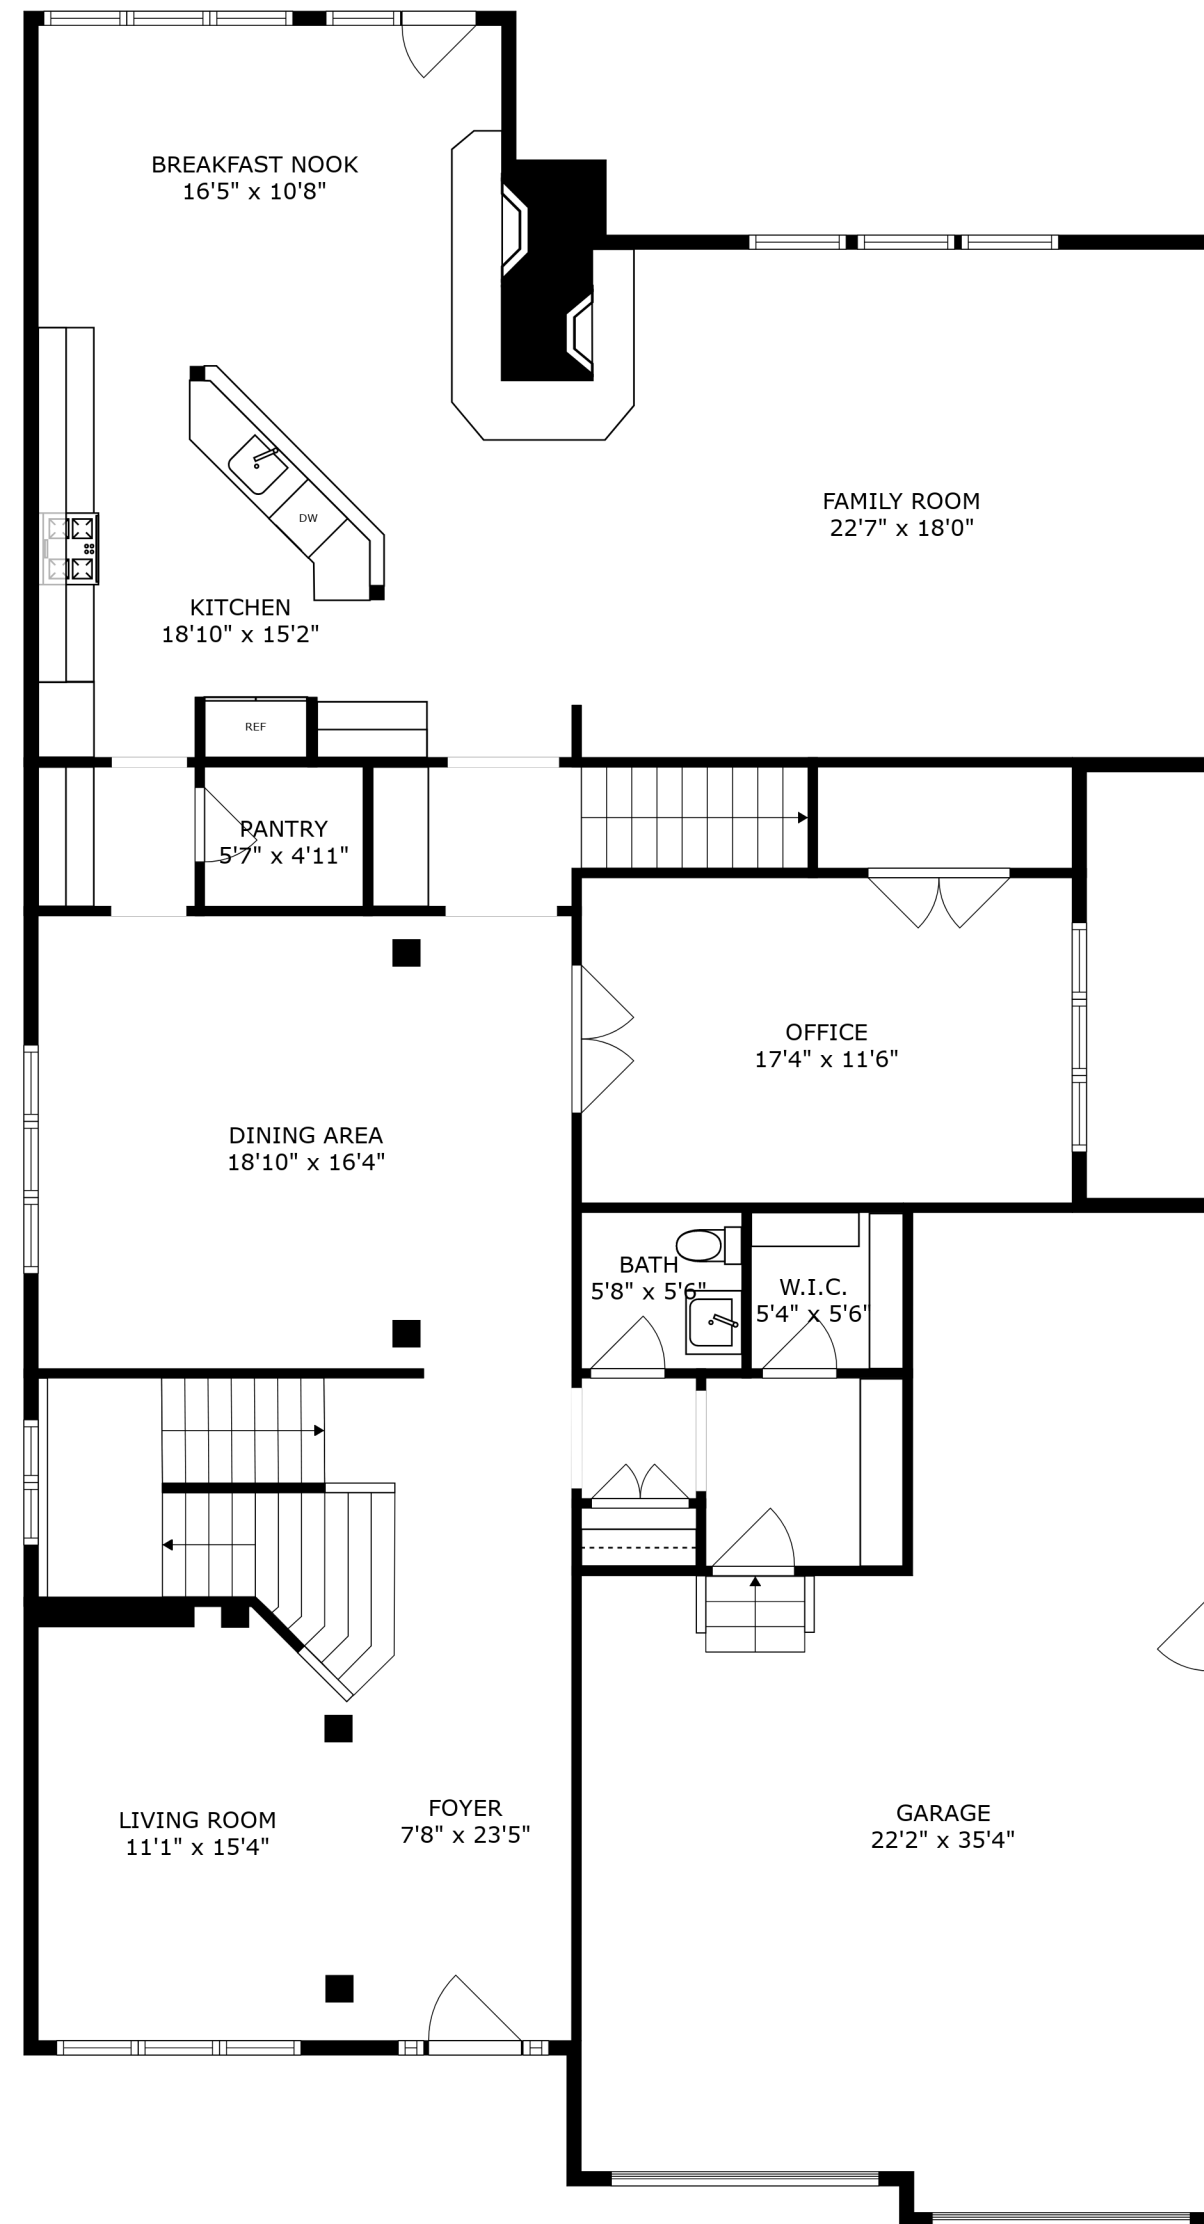 BREAKFAST NOOK
16'5" x 10'8"
FAMILY ROOM
22'7" x 18'0"
DW
KITCHEN
18'10" x 15'2"
REF
PANTRY
5'7" x 4'11"
OFFICE
17'4" x 11'6"
DINING AREA
18'10" x 16'4"
BATH
5'8" x 5'6"
W.I.C.
5'4" x 5'6"
LIVING ROOM
11'1" x 15'4"
FOYER
7'8" x 23'5"
GARAGE
22'2" x 35'4"